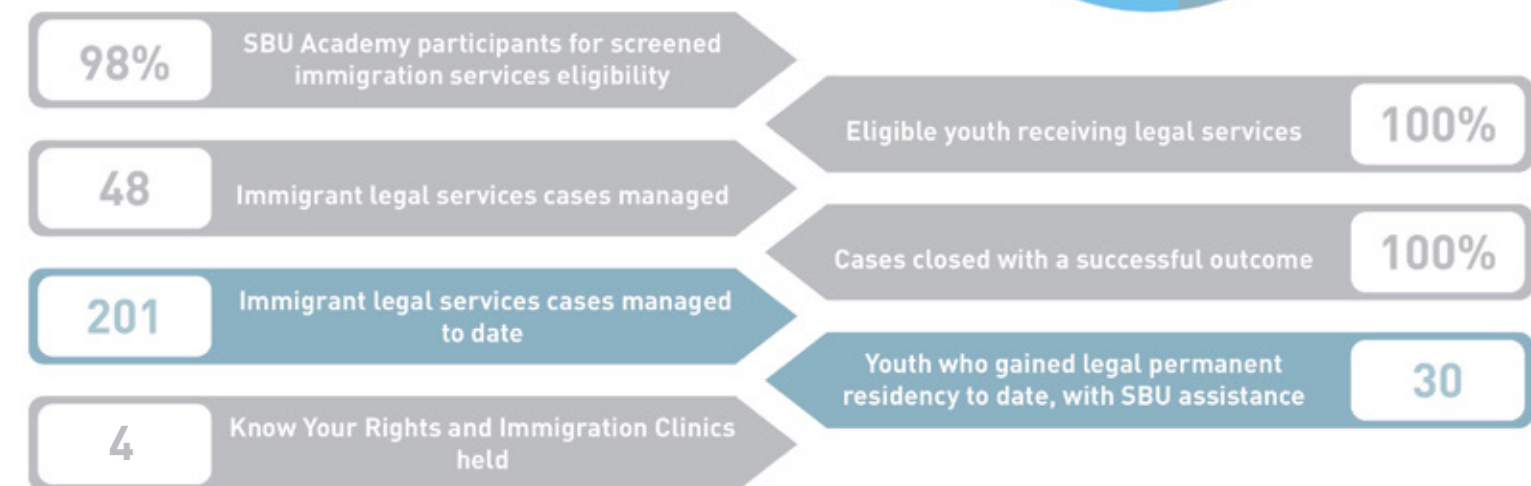 98%
SBU Academy participants for screened
immigration services eligibility
Eligible youth receiving legal services
100%
48
Immigrant legal services cases managed
Cases closed with a successful outcome
100%
201
Immigrant legal services cases managed
to date
Youth who gained legal permanent
residency to date, with SBU assistance
30
4
Know Your Rights and Immigration Clinics
held